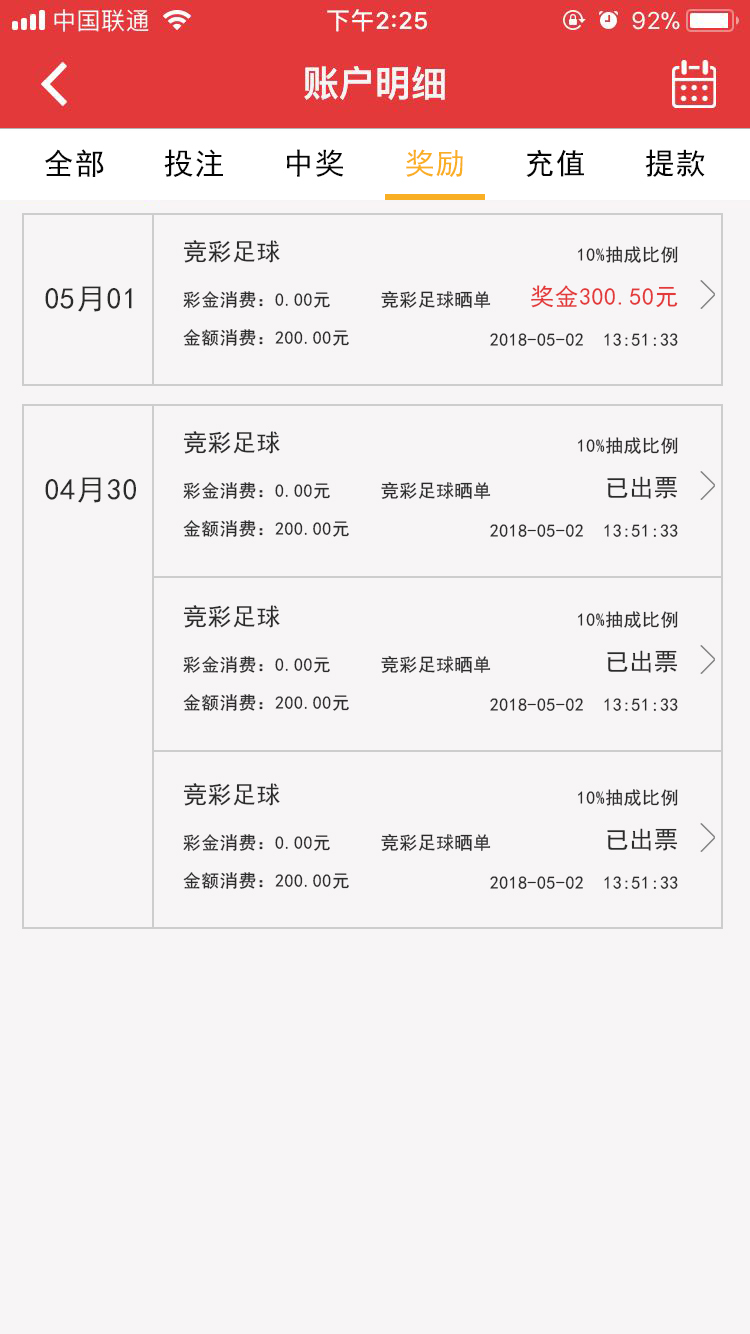 中国联通 下午2:25 92%
账户明细
全部 投注 中奖 奖励 充值 提款
竞彩足球 10%抽成比例
05月01 彩金消费：0.00元 竞彩足球晒单 奖金300.50元
金额消费：200.00元 2018-05-02 13:51:33
竞彩足球 10%抽成比例
04月30 彩金消费：0.00元 竞彩足球晒单 已出票
金额消费：200.00元 2018-05-02 13:51:33
竞彩足球 10%抽成比例
彩金消费：0.00元 竞彩足球晒单 已出票
金额消费：200.00元 2018-05-02 13:51:33
竞彩足球 10%抽成比例
彩金消费：0.00元 竞彩足球晒单 已出票
金额消费：200.00元 2018-05-02 13:51:33